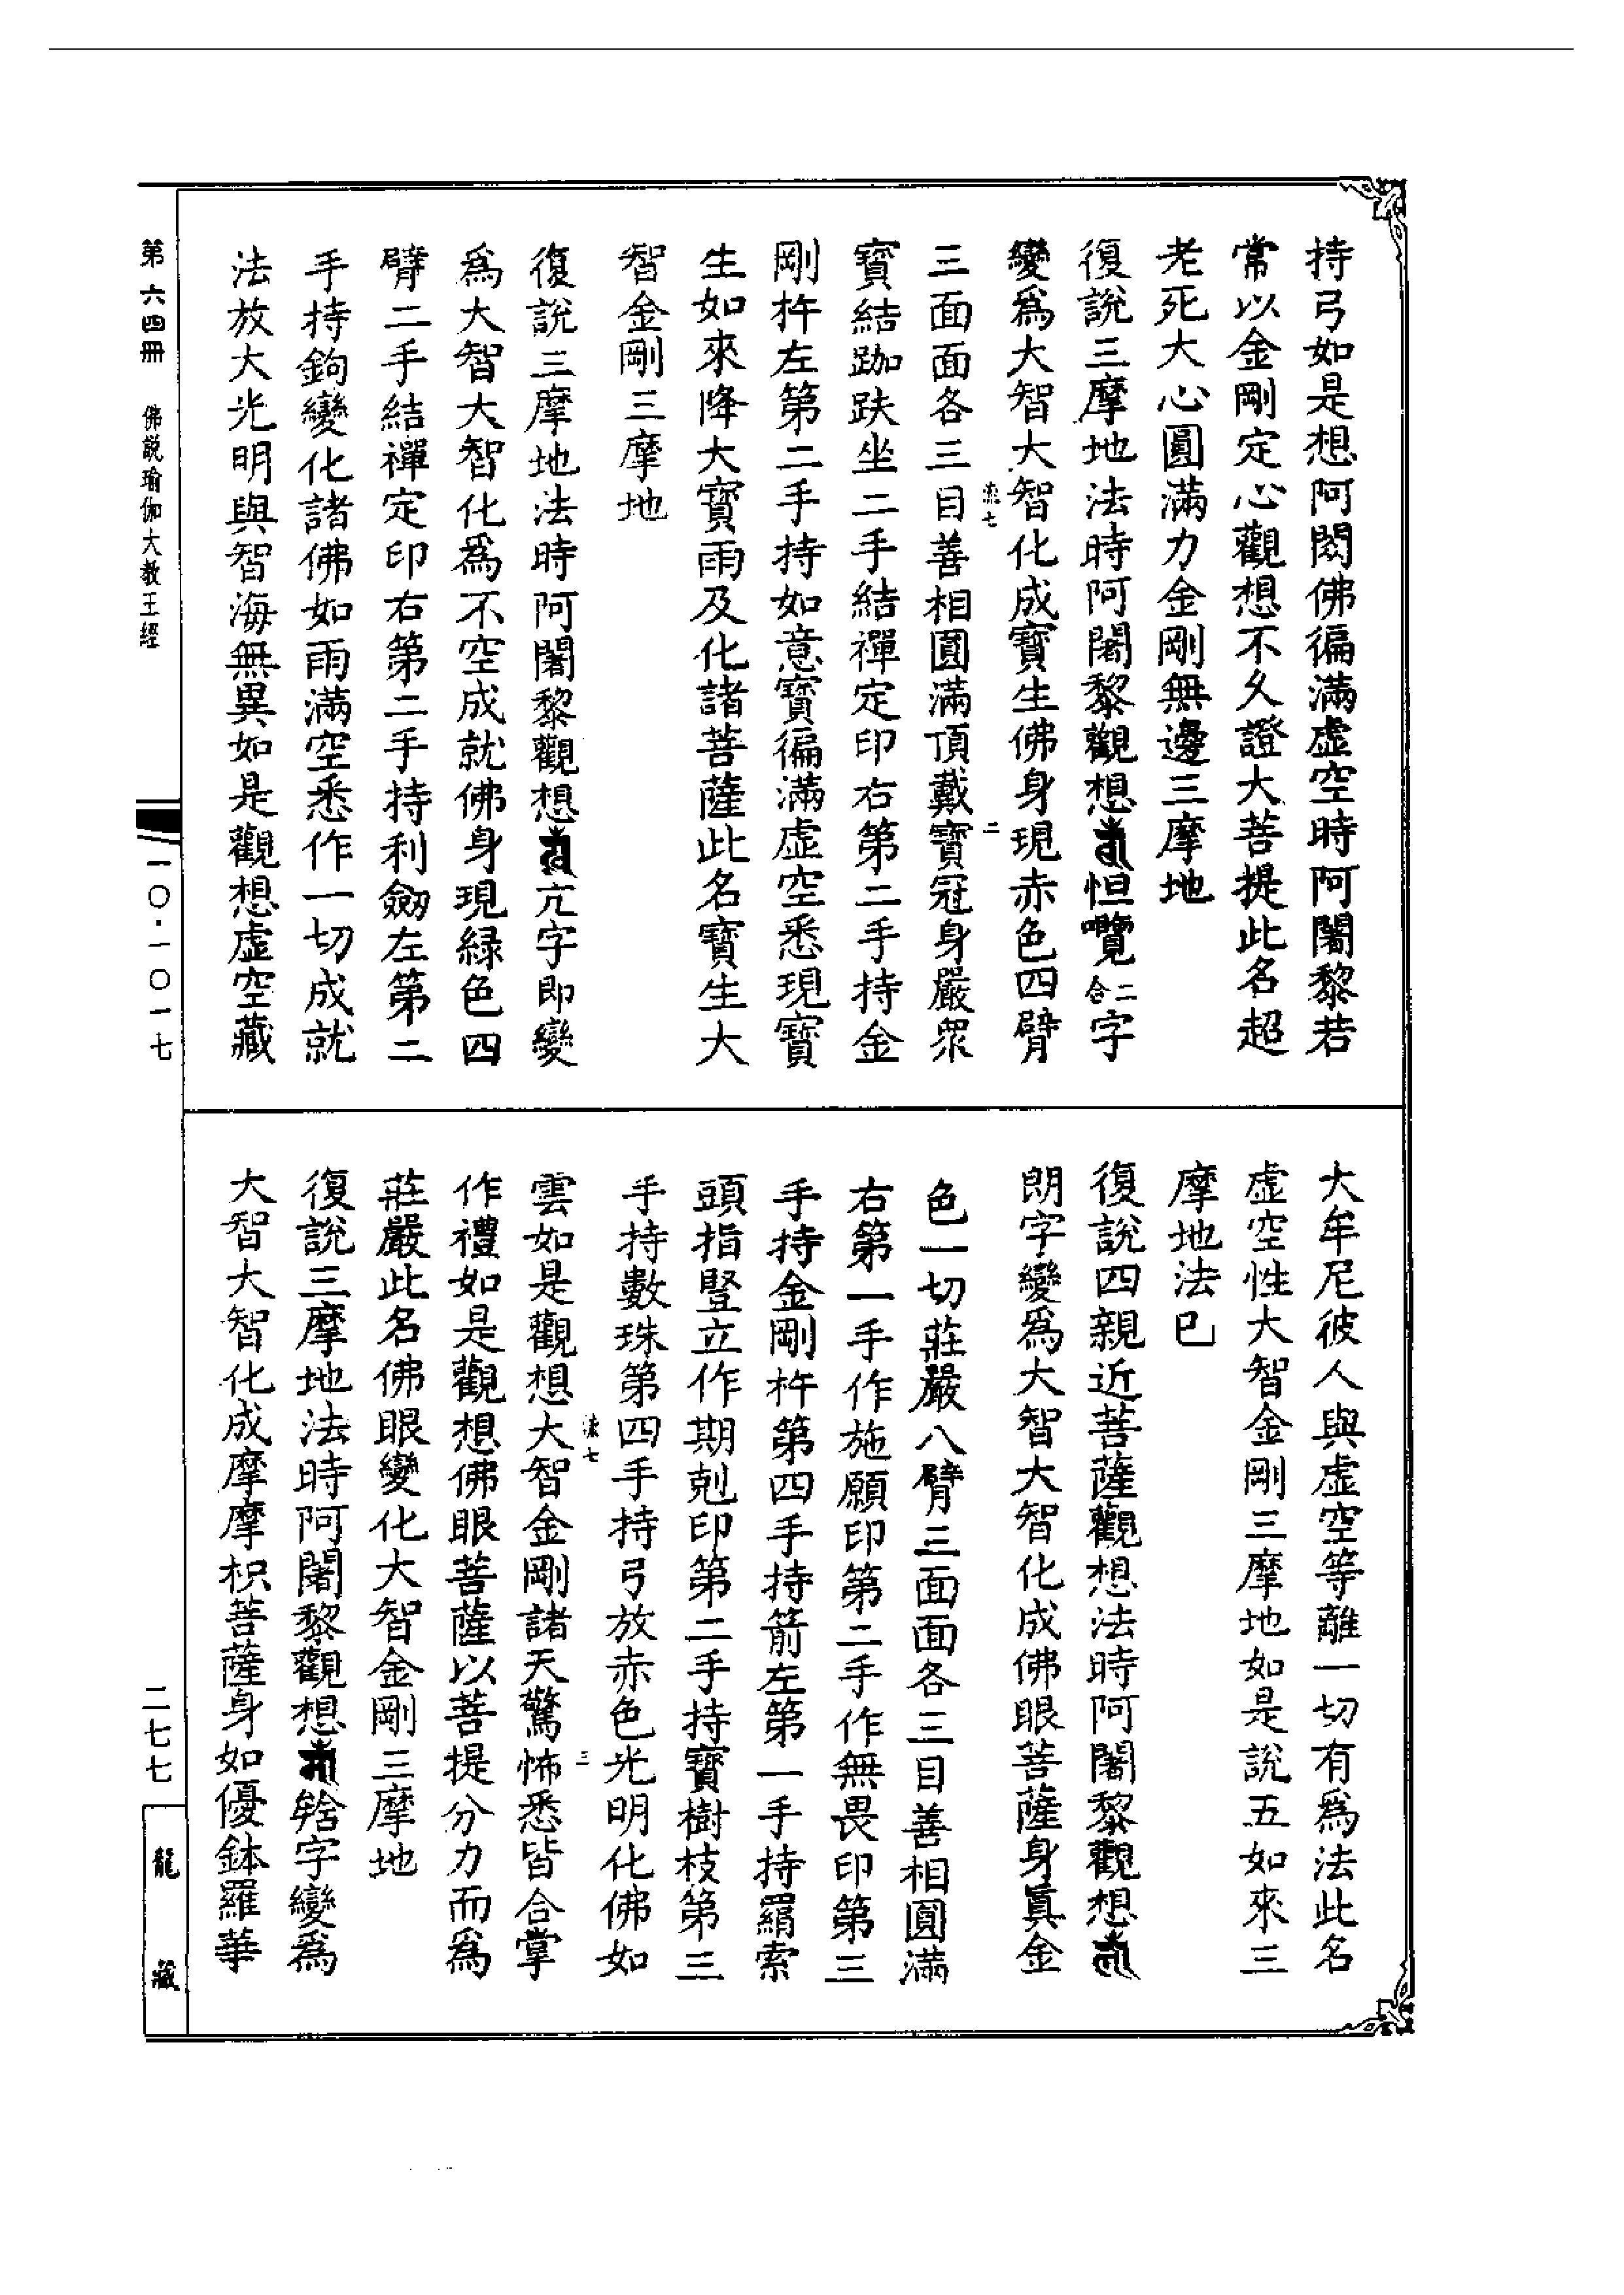 持弓如是想阿閦佛徧滿虛空時阿闍黎若
常以金剛定心觀想不久證大菩提此名超
老死大心圓滿力金剛無邊三摩地
復說三摩地法時阿闍黎觀想怛囕二合字
變爲大智大智化成寶生佛身現赤色四臂
三面面各三目善相圓滿頂戴寶冠身嚴眾
寶結跏趺坐二手結禪定印右第二手持金
剛杵左第二手持如意寶徧滿虛空悉現寶
生如來降大寶雨及化諸菩薩此名寶生大
智金剛三摩地
復說三摩地法時阿闍黎觀想亢字即變
爲大智大智化爲不空成就佛身現緑色四
臂二手結禪定印右第二手持利劔左第二
手持鉤變化諸佛如雨滿空悉作一切成就
法放大光明與智海無異如是觀想虛空藏
大牟尼彼人與虛空等離一切有爲法此名
虛空性大智金剛三摩地如是說五如來三
摩地法已
復說四親近菩薩觀想法時阿闍黎觀想
朗字變爲大智大智化成佛眼菩薩身真金
色一切莊嚴八臂三面面各三目善相圓滿
右第一手作施願印第二手作無畏印第三
手持金剛杵第四手持箭左第一手持羂索
頭指豎立作期剋印第二手持寶樹枝第三
手持數珠第四手持弓放赤色光明化佛如
雲如是觀想大智金剛諸天驚怖悉皆合掌
作禮如是觀想佛眼菩薩以菩提分力而爲
莊嚴此名佛眼變化大智金剛三摩地
復說三摩地法時阿闍黎觀想𤙖字變爲
大智大智化成摩摩枳菩薩身如優鉢羅華
第六四冊 佛説瑜伽大教王經
一〇·一〇一七
二七七
龍藏